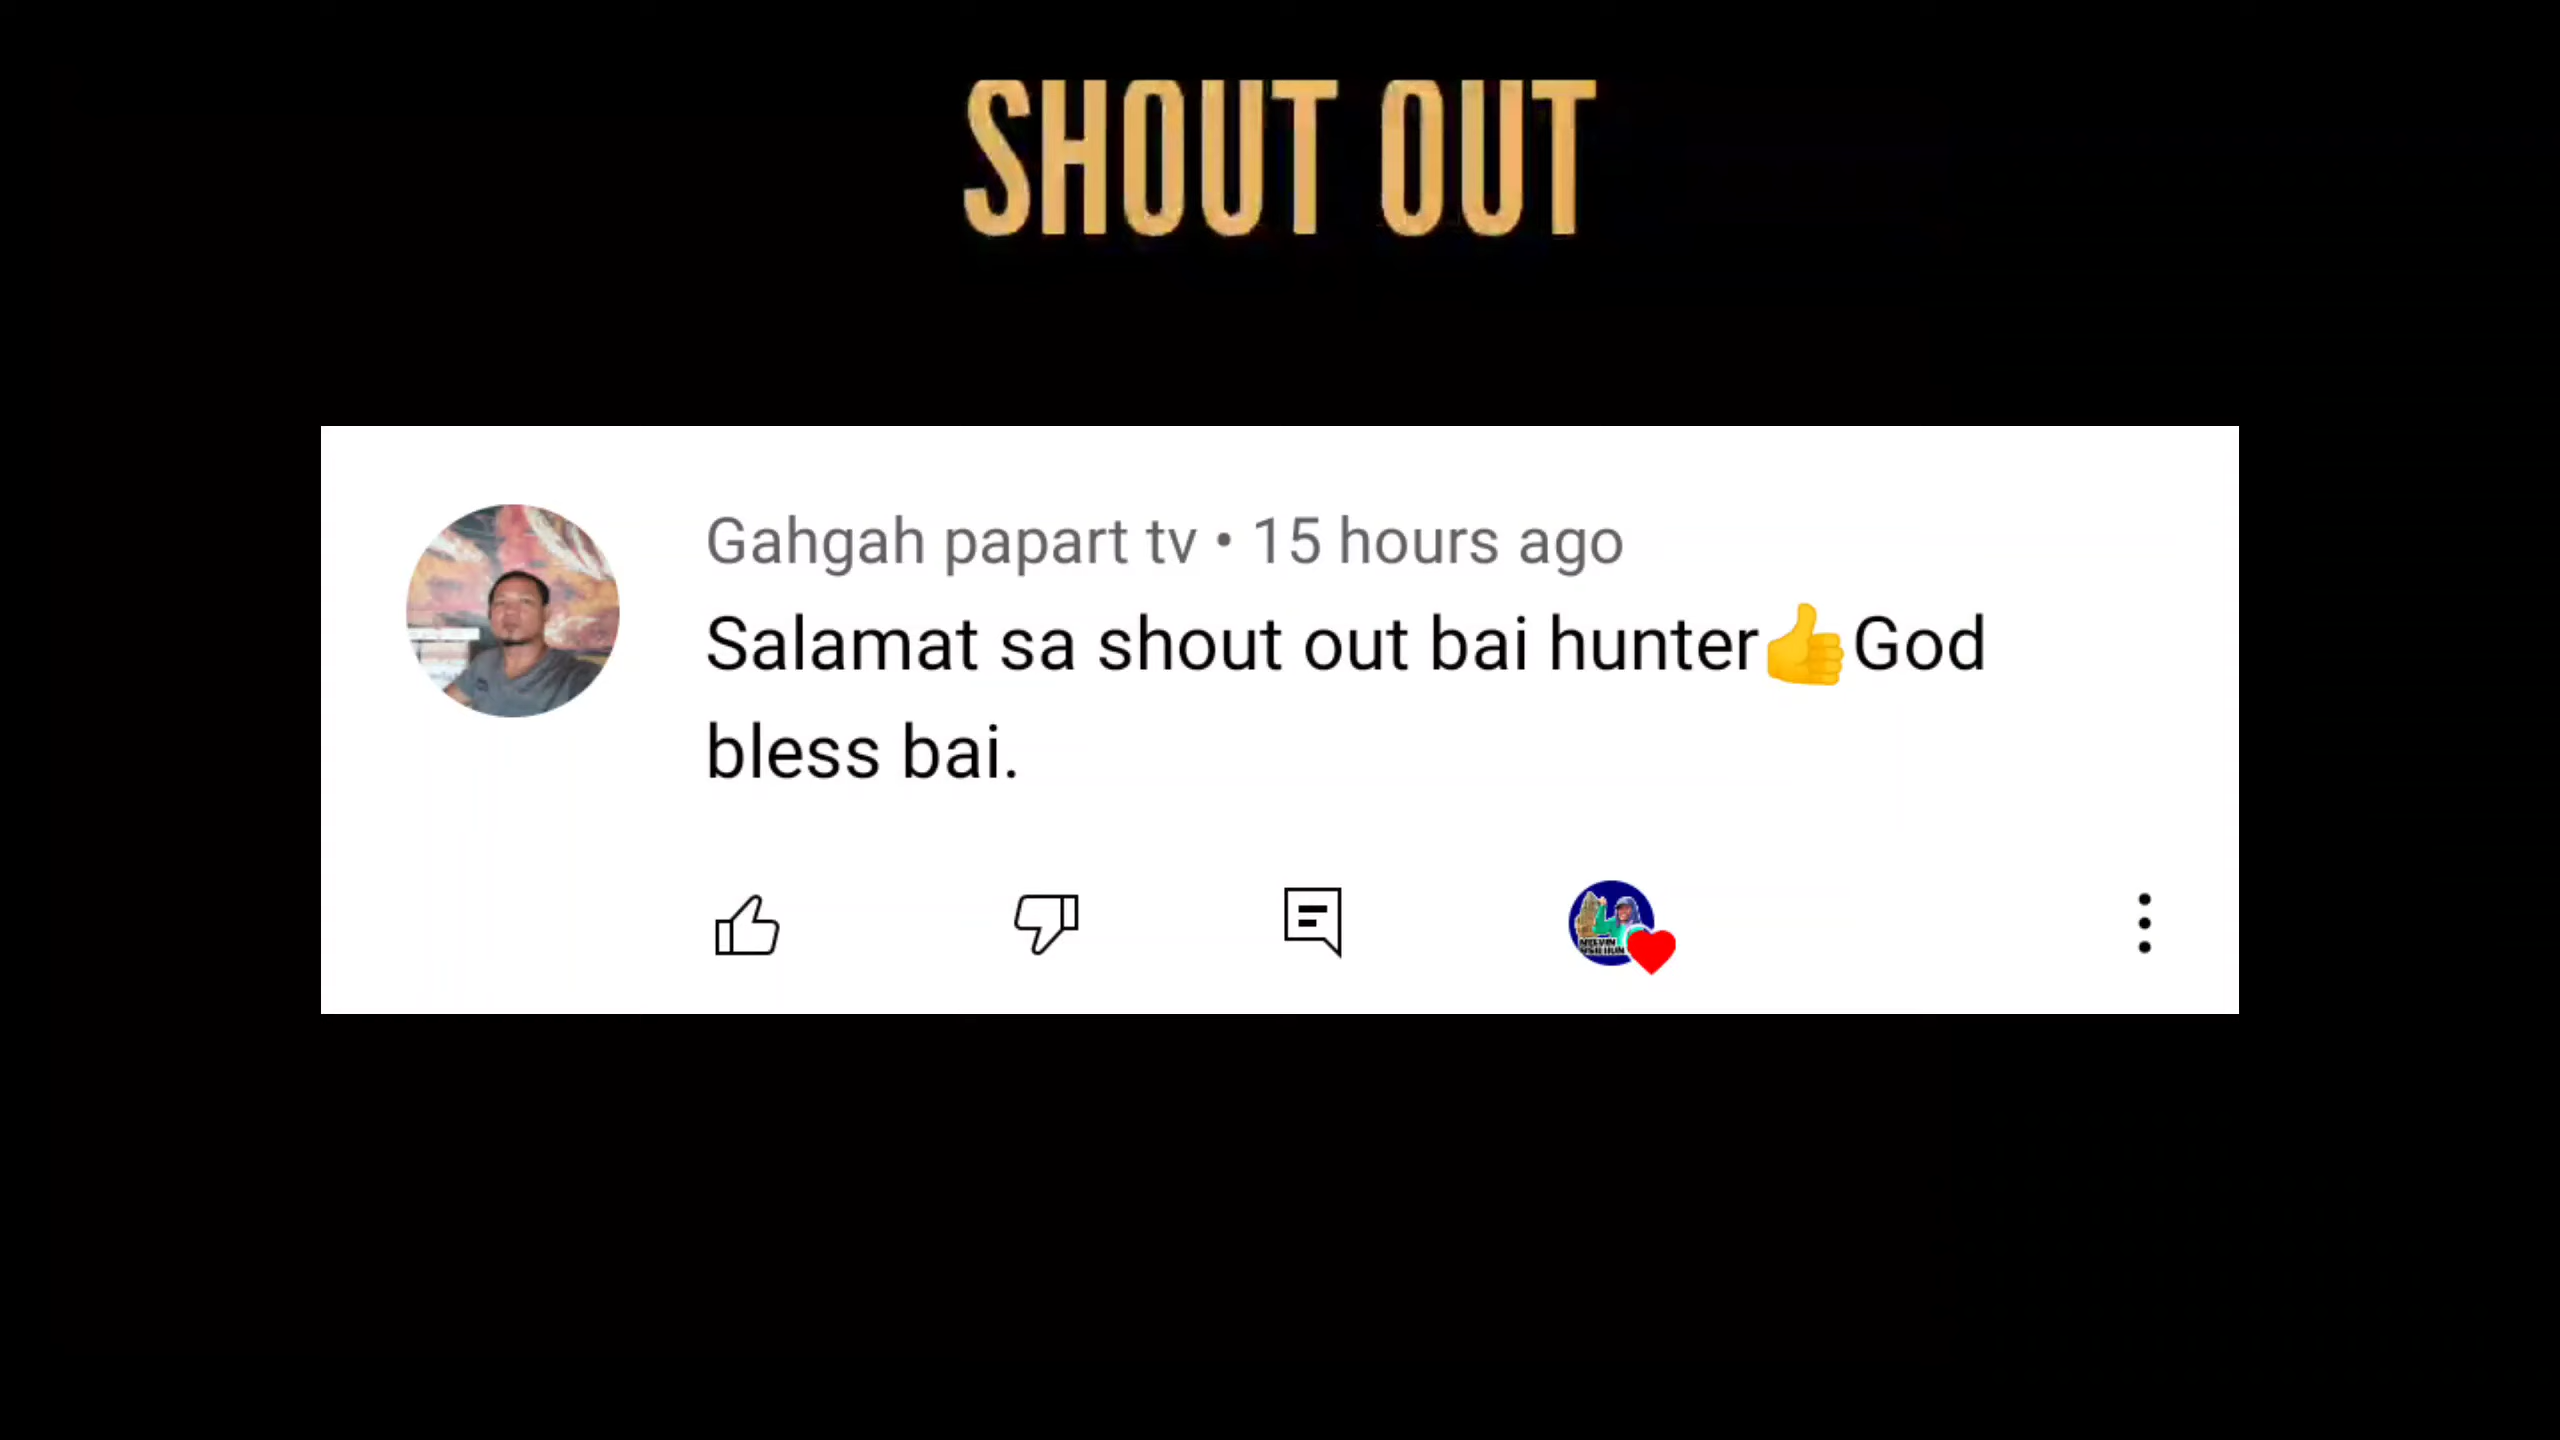 SHOUT OUT
Gahgah papart tv • 15 hours ago
Salamat sa shout out bai hunter👍God
bless bai.